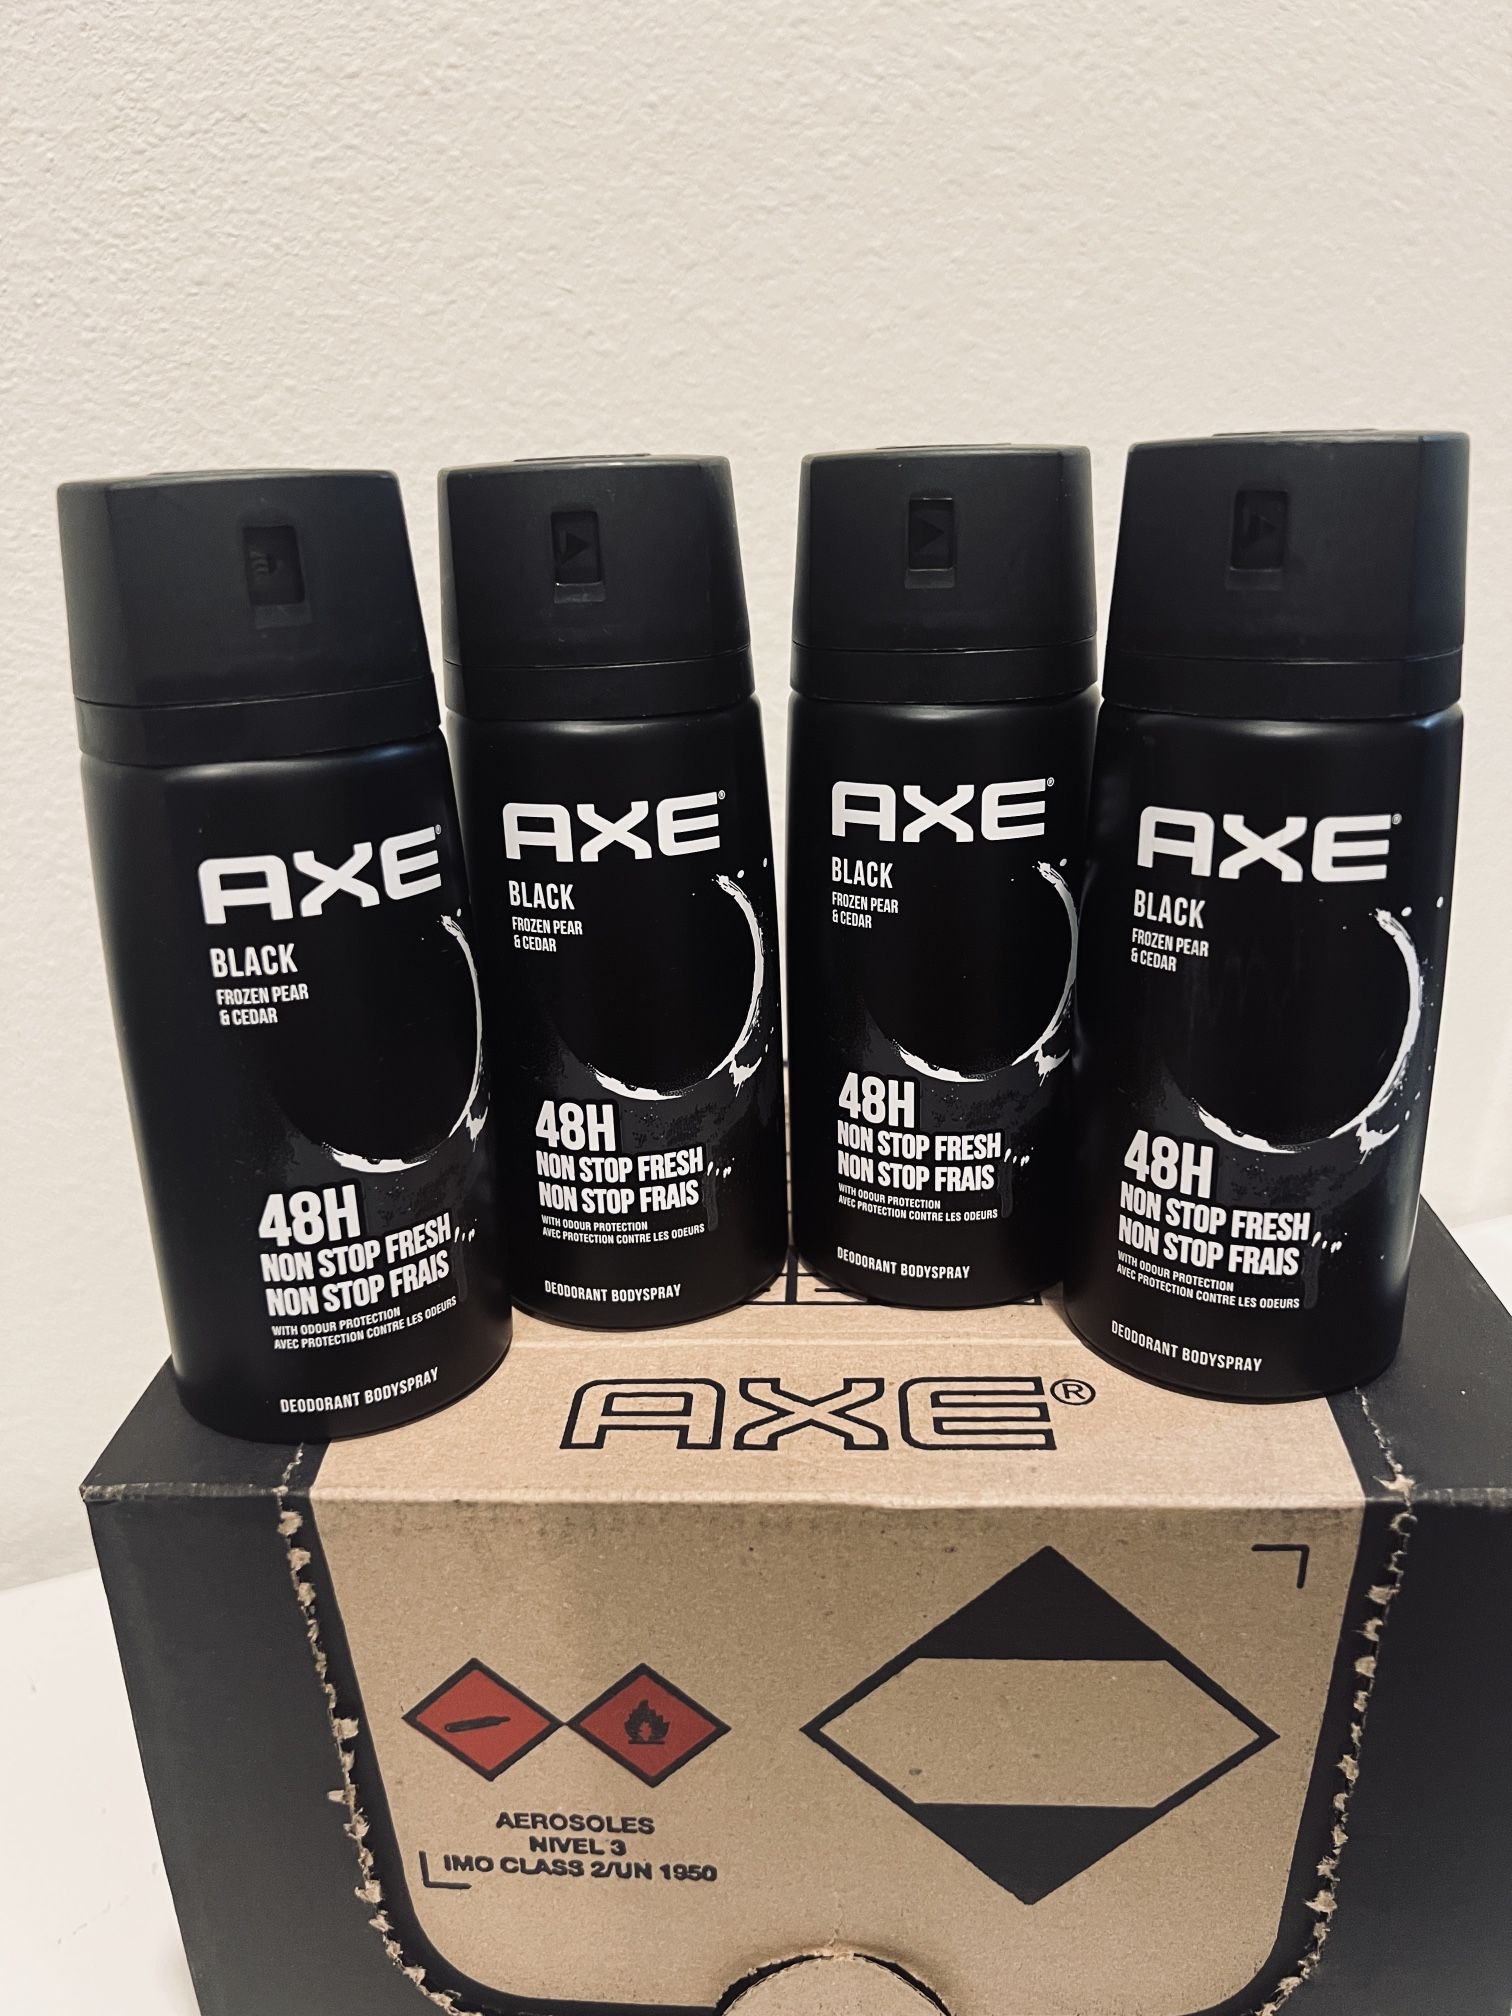 AXE®
BLACK
FROZEN PEAR
& CEDAR
48H
NON STOP FRESH
NON STOP FRAIS
WITH ODOUR PROTECTION
AVEC PROTECTION CONTRE LES ODEURS
DEODORANT BODYSPRAY
AXE®
BLACK
FROZEN PEAR
& CEDAR
48H
NON STOP FRESH
NON STOP FRAIS
WITH ODOUR PROTECTION
AVEC PROTECTION CONTRE LES ODEURS
DEODORANT BODYSPRAY
AXE®
BLACK
FROZEN PEAR
& CEDAR
48H
NON STOP FRESH
NON STOP FRAIS
WITH ODOUR PROTECTION
AVEC PROTECTION CONTRE LES ODEURS
DEODORANT BODYSPRAY
AXE®
BLACK
FROZEN PEAR
& CEDAR
48H
NON STOP FRESH
NON STOP FRAIS
WITH ODOUR PROTECTION
AVEC PROTECTION CONTRE LES ODEURS
DEODORANT BODYSPRAY
AXE®
AEROSOLES
NIVEL 3
IMO CLASS 2/UN 1950